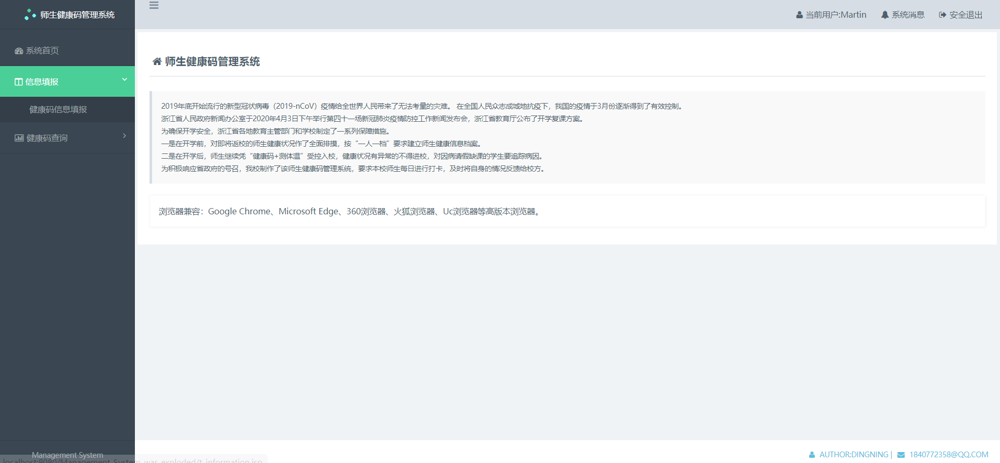 师生健康码管理系统
当前用户:Martin
系统消息
安全退出
系统首页
信息填报
健康码信息填报
健康码查询
师生健康码管理系统
2019年底开始流行的新型冠状病毒（2019-nCoV）疫情给全世界人民带来了无法考量的灾难。 在全国人民众志成城地抗疫下，我国的疫情于3月份逐渐得到了有效控制。
浙江省人民政府新闻办公室于2020年4月3日下午举行第四十一场新冠肺炎疫情防控工作新闻发布会，浙江省教育厅公布了开学复课方案。
为确保开学安全，浙江省各地教育主管部门和学校制定了一系列保障措施。
一是在开学前，对即将返校的师生健康状况作了全面排摸，按“一人一档”要求建立师生健康信息档案。
二是在开学后，师生继续凭“健康码+测体温”受控入校，健康状况有异常的不得进校，对因病请假缺课的学生要追踪病因。
为积极响应省政府的号召，我校制作了该师生健康码管理系统，要求本校师生每日进行打卡，及时将自身的情况反馈给校方。
浏览器兼容：Google Chrome、Microsoft Edge、360浏览器、火狐浏览器、Uc浏览器等高版本浏览器。
Management System
localhost:8080/Management_System_war_exploded/t_information.jsp
AUTHOR:DINGNING | 1840772358@QQ.COM